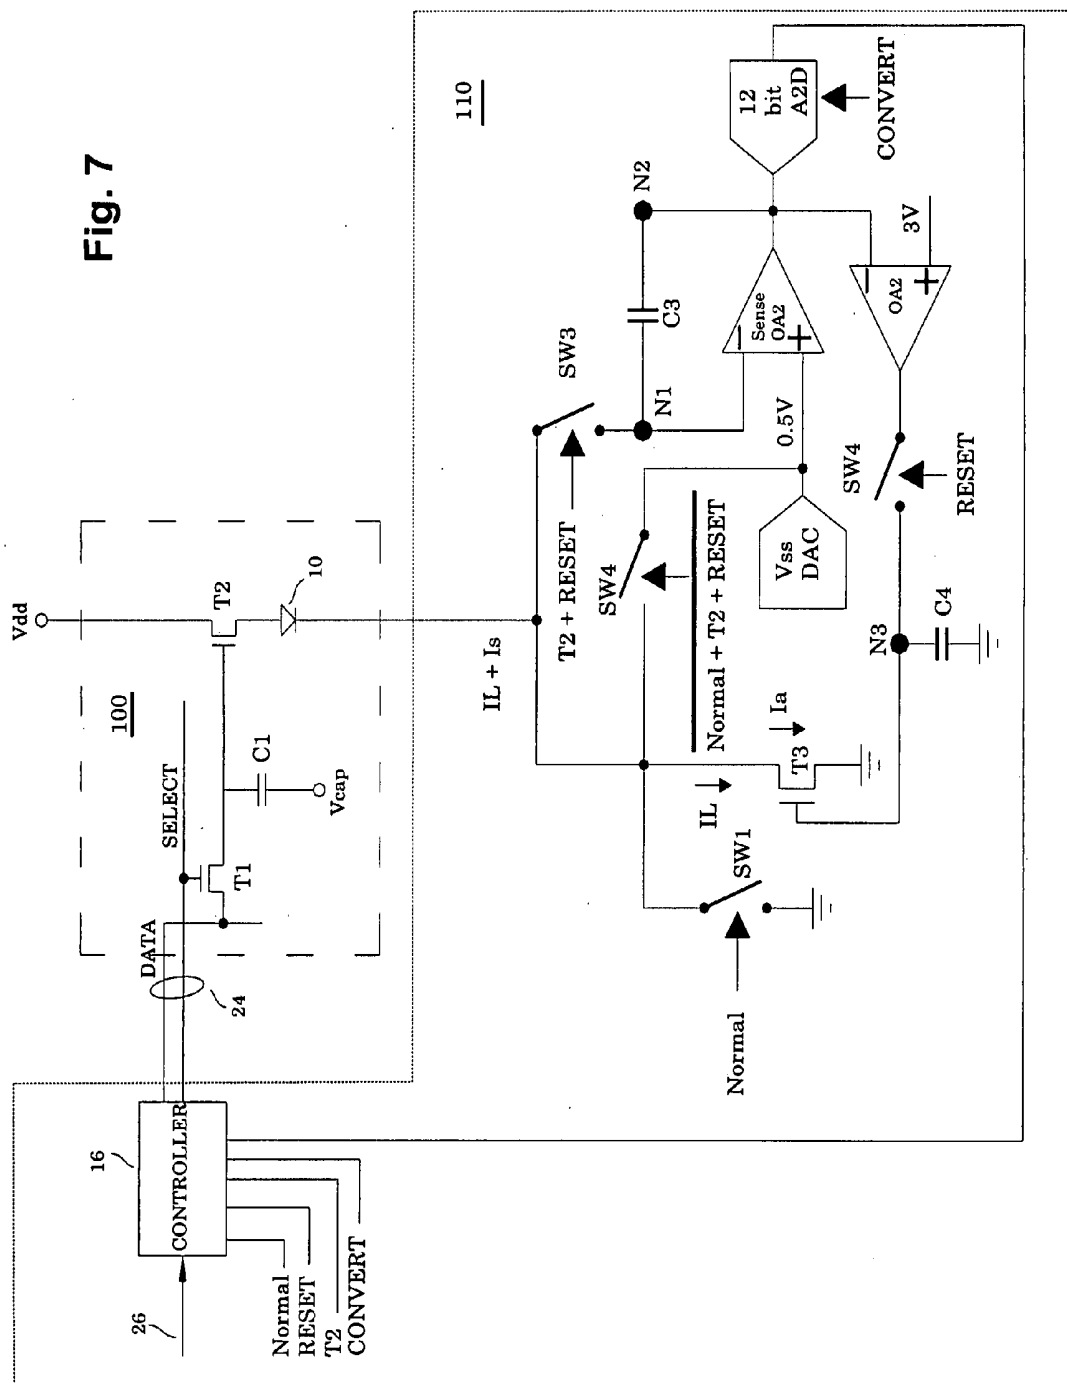 Fig. 7
110
12
bit
A2D
CONVERT
N2
C3
N1
SW3
T2 + RESET
Sense
OA2
−
+
0.5V
3V
−
OA2
+
SW4
RESET
SW4
Normal + T2 + RESET
Vss
DAC
N3
C4
Ia
T3
IL
SW1
Normal
IL + Is
Vdd
T2
10
100
SELECT
C1
Vcap
T1
DATA
24
16
CONTROLLER
26
Normal
RESET
T2
CONVERT